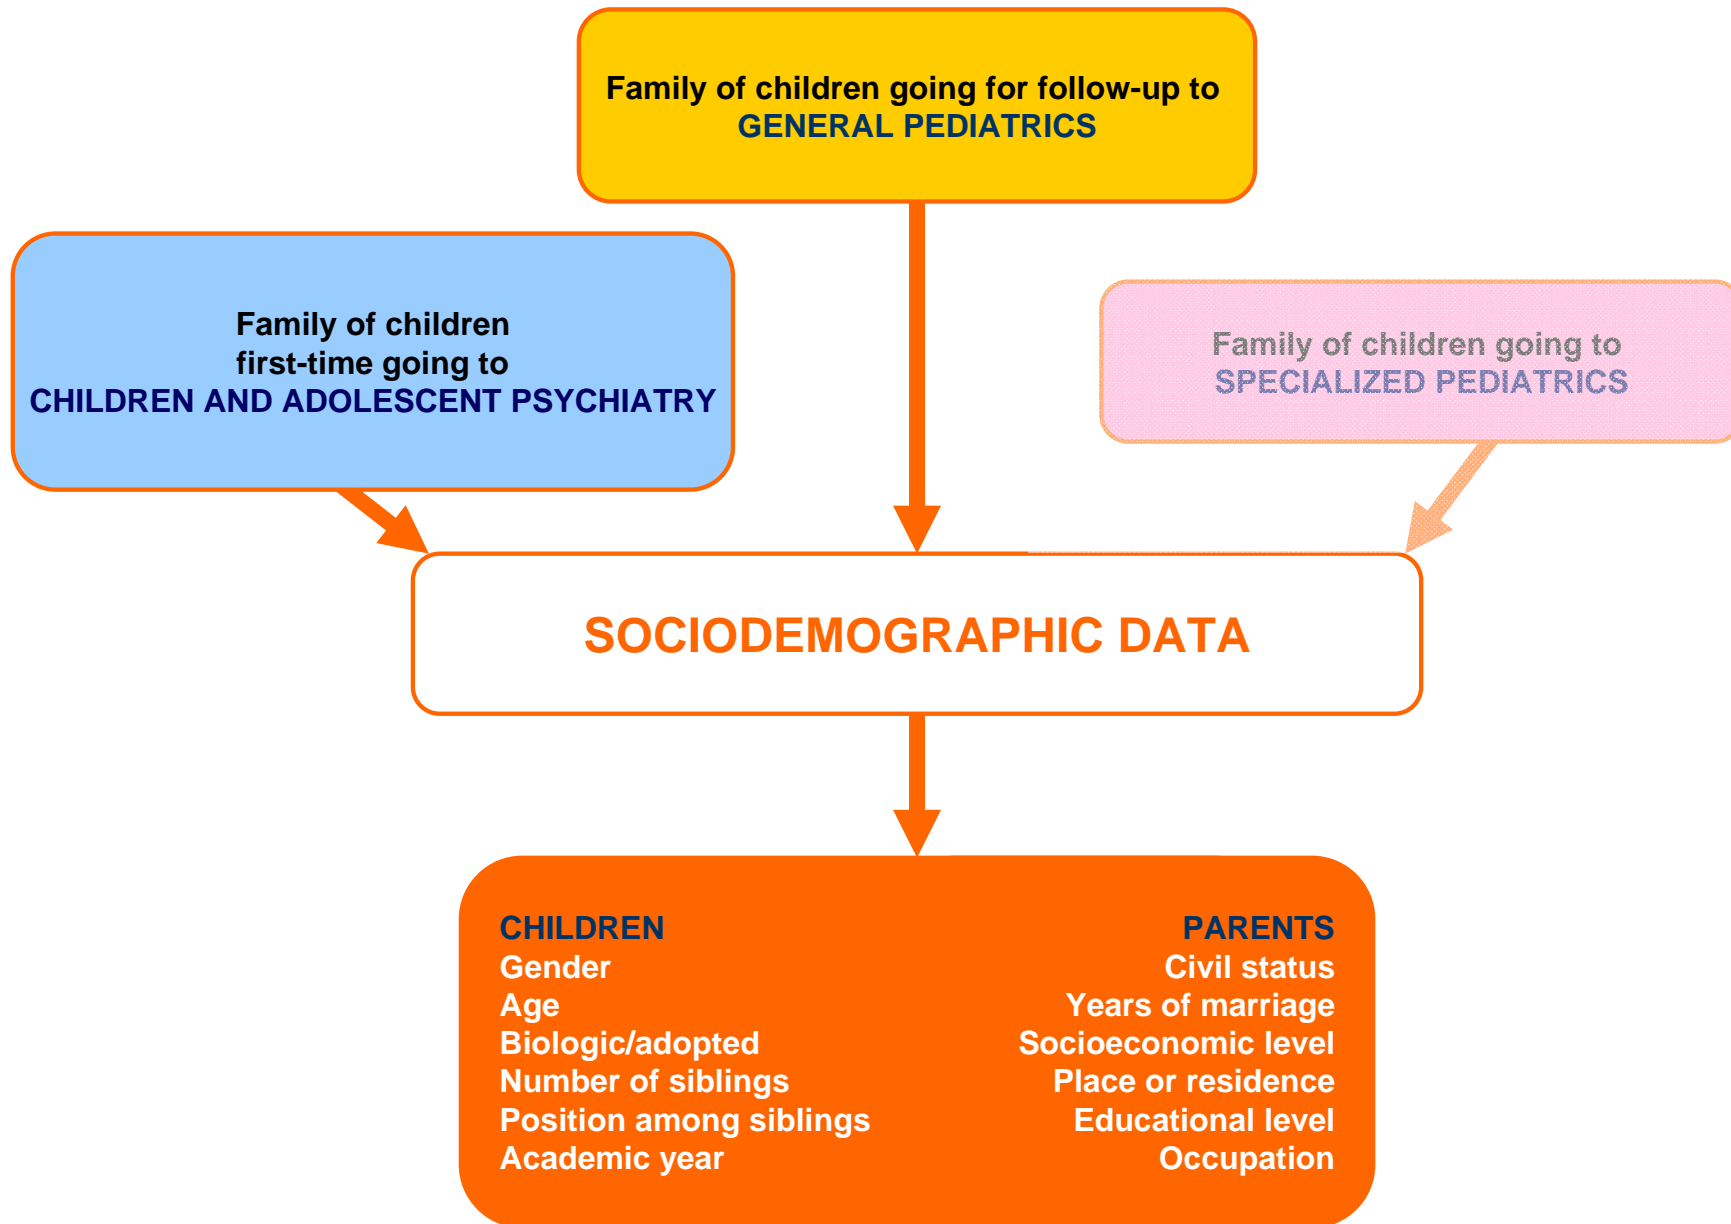 Family of children going for follow-up to
GENERAL PEDIATRICS
Family of children
first-time going to
CHILDREN AND ADOLESCENT PSYCHIATRY
Family of children going to
SPECIALIZED PEDIATRICS
SOCIODEMOGRAPHIC DATA
CHILDREN
Gender
Age
Biologic/adopted
Number of siblings
Position among siblings
Academic year
PARENTS
Civil status
Years of marriage
Socioeconomic level
Place or residence
Educational level
Occupation